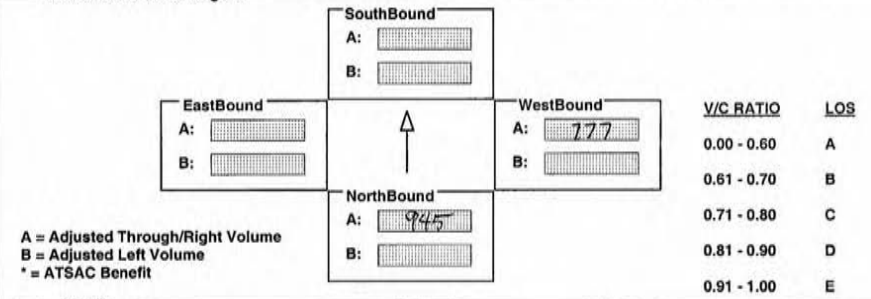 SouthBound
A:
B:
EastBound
A:
B:
WestBound
A: 777
B:
NorthBound
A: 945
B:
A = Adjusted Through/Right Volume
B = Adjusted Left Volume
* = ATSAC Benefit
V/C RATIO LOS
0.00 - 0.60 A
0.61 - 0.70 B
0.71 - 0.80 C
0.81 - 0.90 D
0.91 - 1.00 E